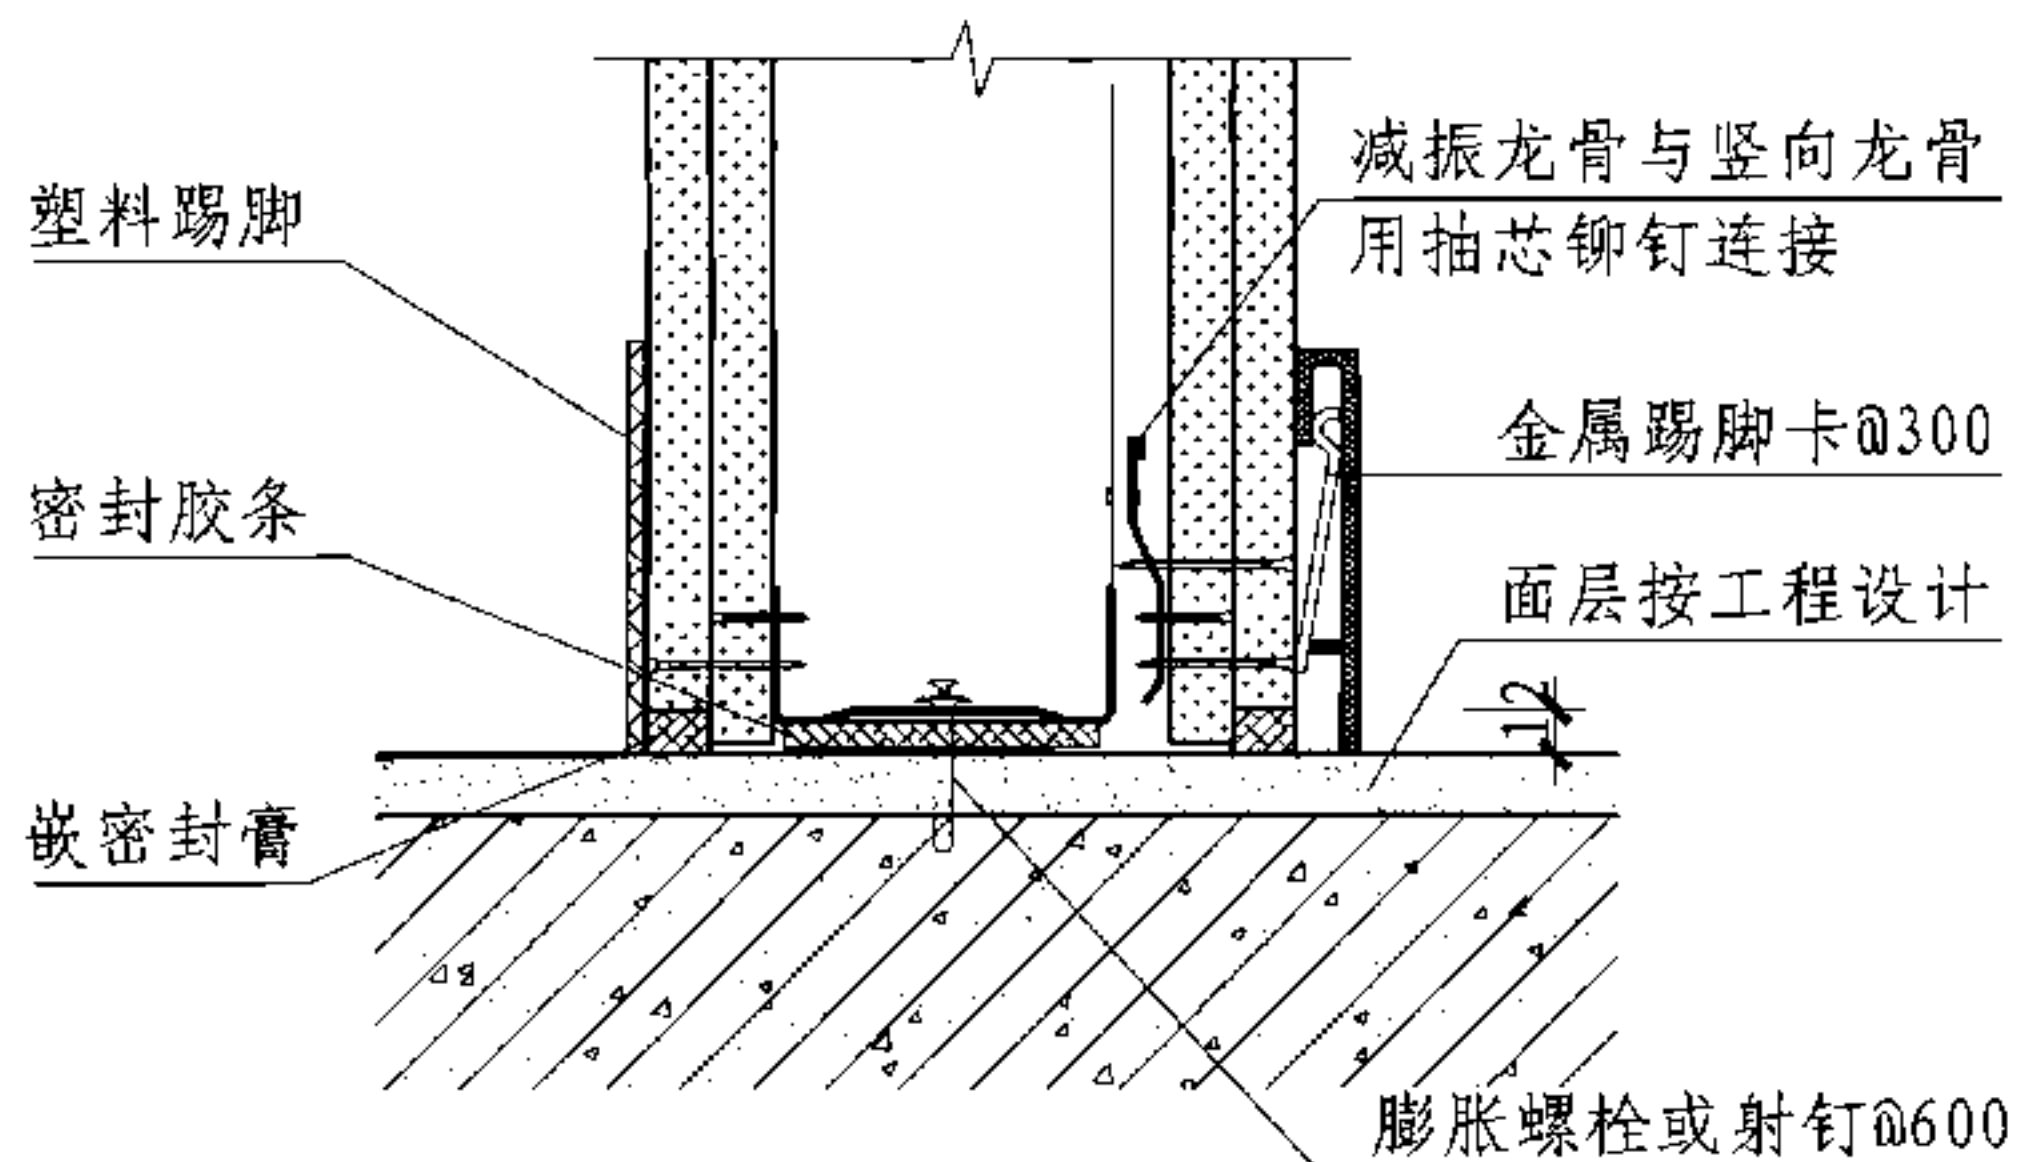 减振龙骨与竖向龙骨
用抽芯铆钉连接
塑料踢脚
金属踢脚卡@300
密封胶条
面层按工程设计
12
嵌密封膏
膨胀螺栓或射钉@600